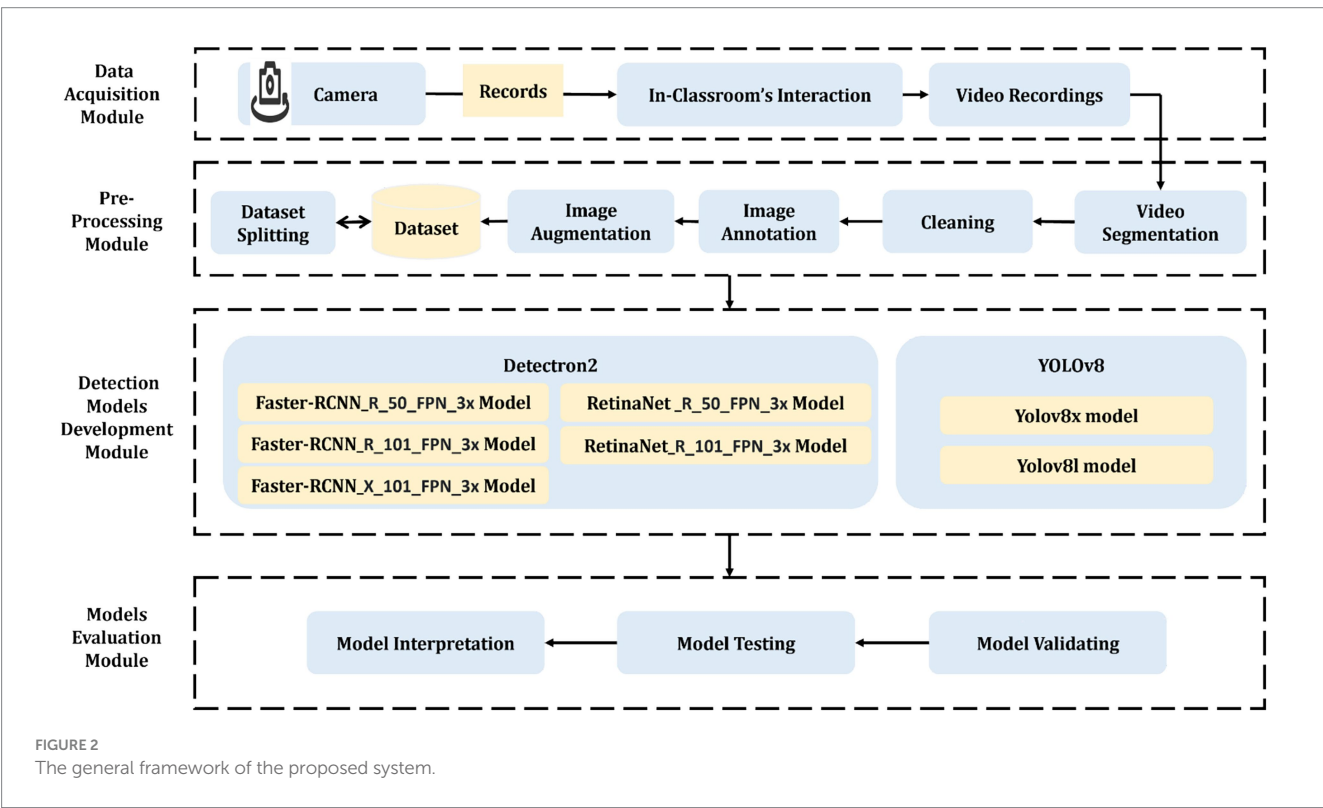 Data
Acquisition
Module
Camera
Records
In-Classroom's Interaction
Video Recordings
Pre-
Processing
Module
Dataset
Splitting
Dataset
Image
Augmentation
Image
Annotation
Cleaning
Video
Segmentation
Detection
Models
Development
Module
Detectron2
Faster-RCNN_R_50_FPN_3x Model
RetinaNet _R_50_FPN_3x Model
Faster-RCNN_R_101_FPN_3x Model
RetinaNet_R_101_FPN_3x Model
Faster-RCNN_X_101_FPN_3x Model
YOLOv8
Yolov8x model
Yolov8l model
Models
Evaluation
Module
Model Interpretation
Model Testing
Model Validating
FIGURE 2
The general framework of the proposed system.